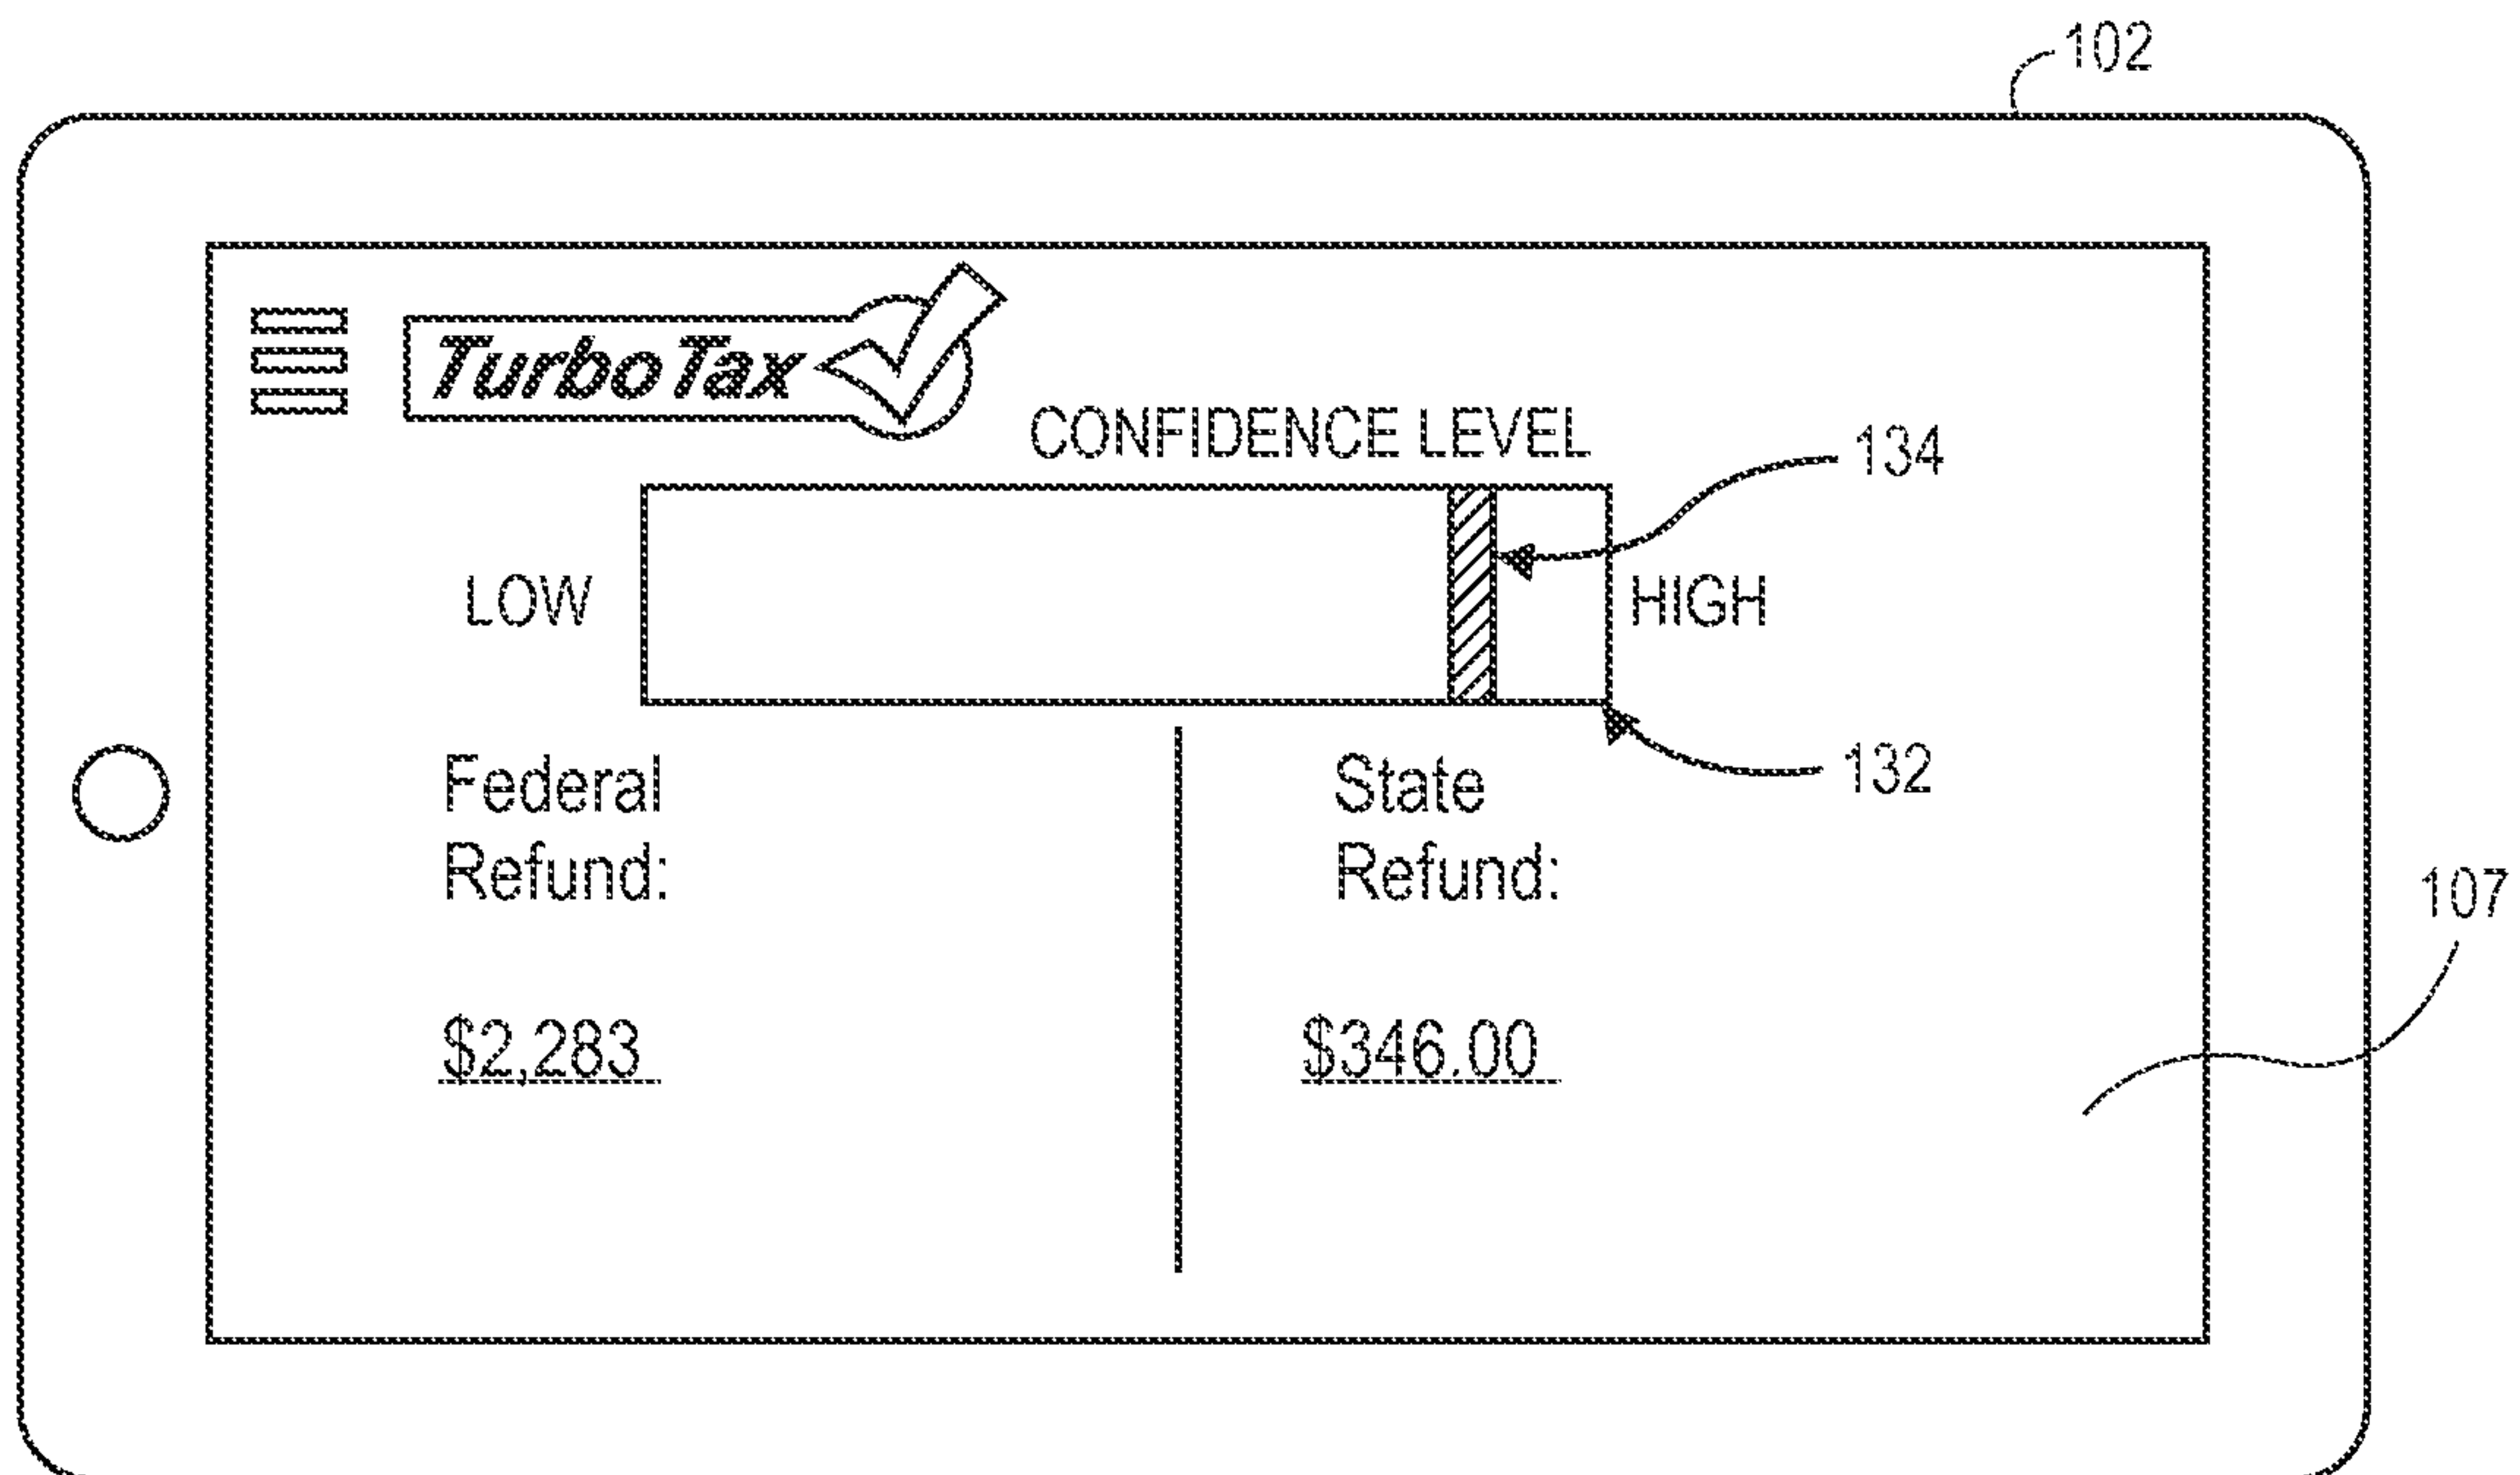 102
TurboTax
CONFIDENCE LEVEL
134
LOW
HIGH
132
Federal
Refund:
State
Refund:
107
$2,283
$346.00